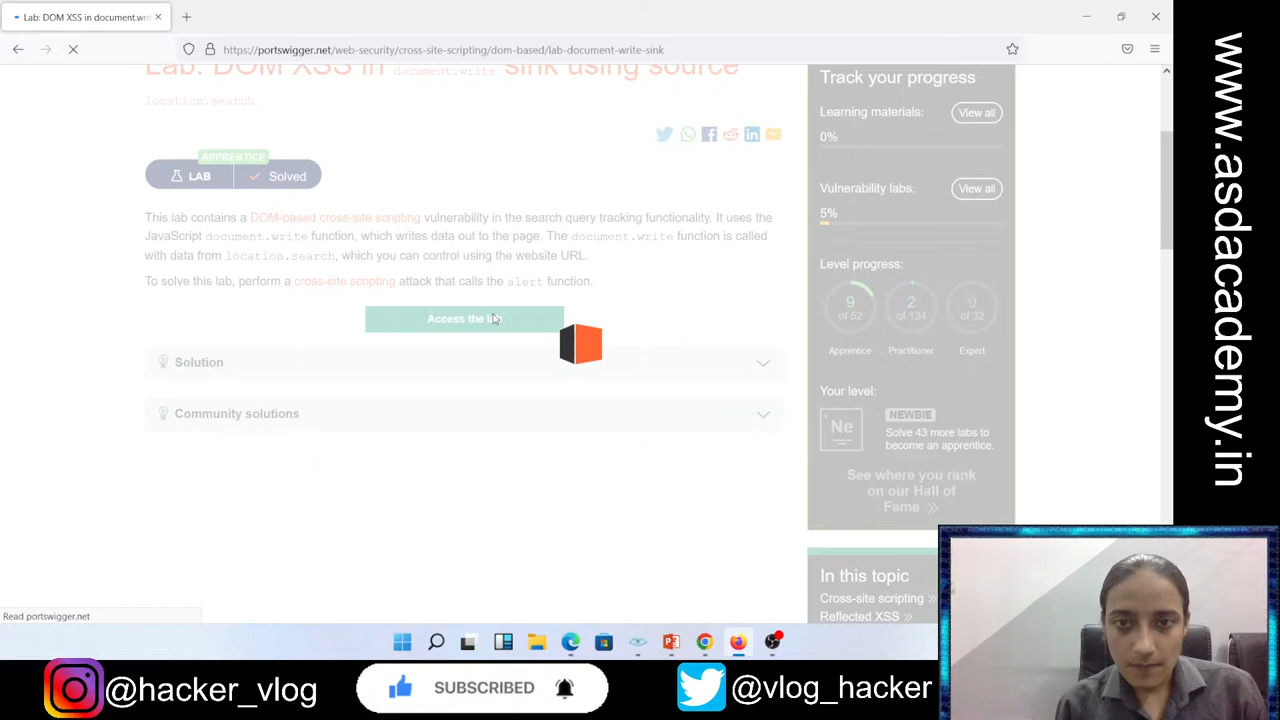 Lab: DOM XSS in document.wri
https://portswigger.net/web-security/cross-site-scripting/dom-based/lab-document-write-sink
Lab: DOM XSS in document.write sink using source
location.search
APPRENTICE
LAB
Solved
This lab contains a DOM-based cross-site scripting vulnerability in the search query tracking functionality. It uses the
JavaScript document.write function, which writes data out to the page. The document.write function is called
with data from location.search, which you can control using the website URL.
To solve this lab, perform a cross-site scripting attack that calls the alert function.
Access the lab
Solution
Community solutions
Read portswigger.net
Track your progress
Learning materials:
View all
0%
Vulnerability labs:
View all
5%
Level progress:
9
of 52
2
of 134
0
of 32
Apprentice
Practitioner
Expert
Your level:
Ne
NEWBIE
Solve 43 more labs to
become an apprentice.
See where you rank
on our Hall of
Fame
In this topic
Cross-site scripting
Reflected XSS
www.asdacademy.in
@hacker_vlog
SUBSCRIBED
@vlog_hacker